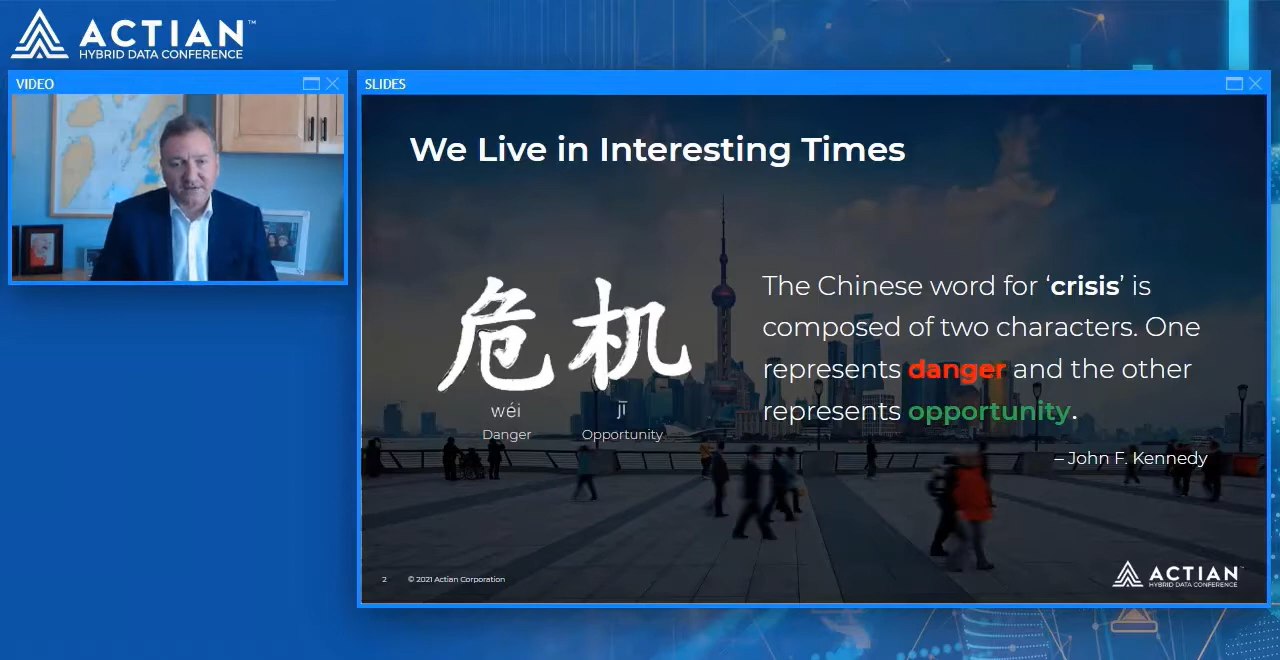 ACTIAN™
HYBRID DATA CONFERENCE
VIDEO
SLIDES
We Live in Interesting Times
危机
wéi jī
Danger Opportunity
The Chinese word for ‘crisis’ is
composed of two characters. One
represents danger and the other
represents opportunity.
– John F. Kennedy
2 © 2021 Actian Corporation
ACTIAN™
HYBRID DATA CONFERENCE